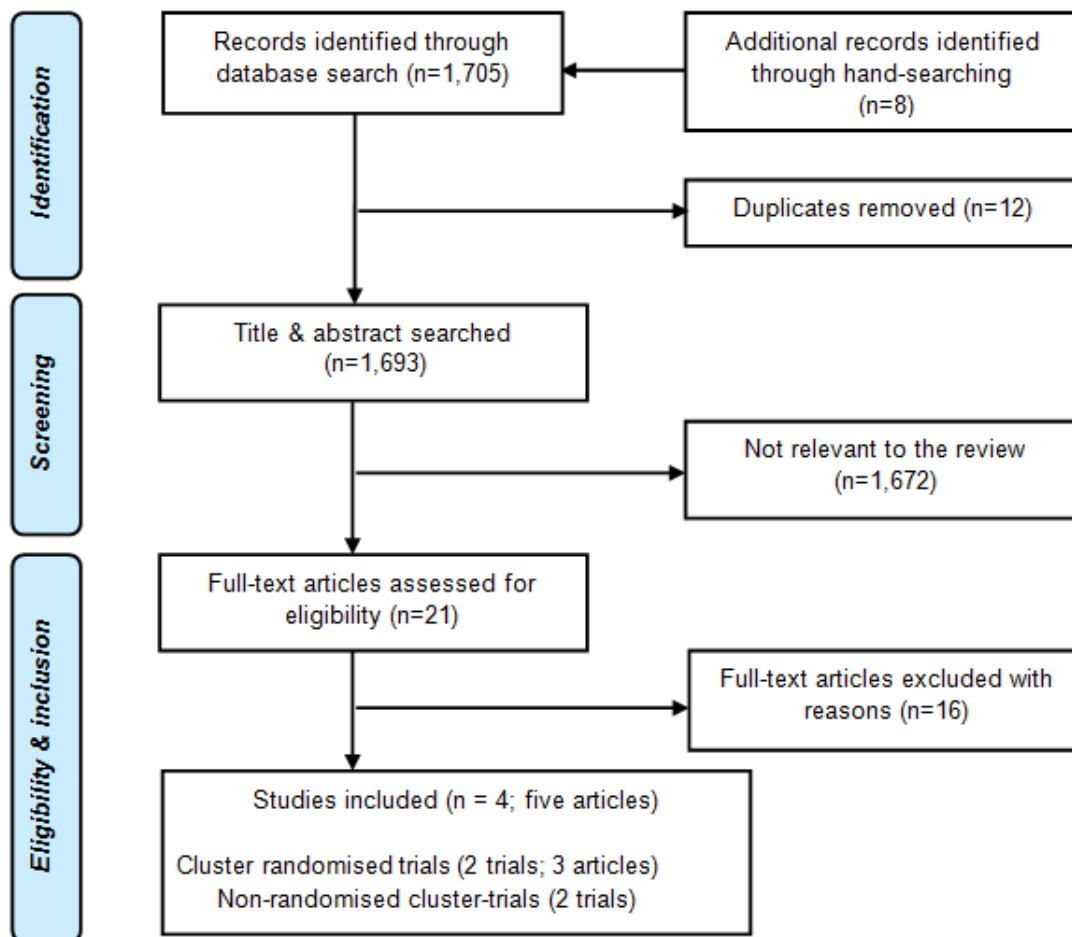 Identification
Records identified through
database search (n=1,705)
Additional records identified
through hand-searching
(n=8)
Duplicates removed (n=12)
Screening
Title & abstract searched
(n=1,693)
Not relevant to the review
(n=1,672)
Eligibility & inclusion
Full-text articles assessed for
eligibility (n=21)
Full-text articles excluded with
reasons (n=16)
Studies included (n = 4; five articles)
Cluster randomised trials (2 trials; 3 articles)
Non-randomised cluster-trials (2 trials)